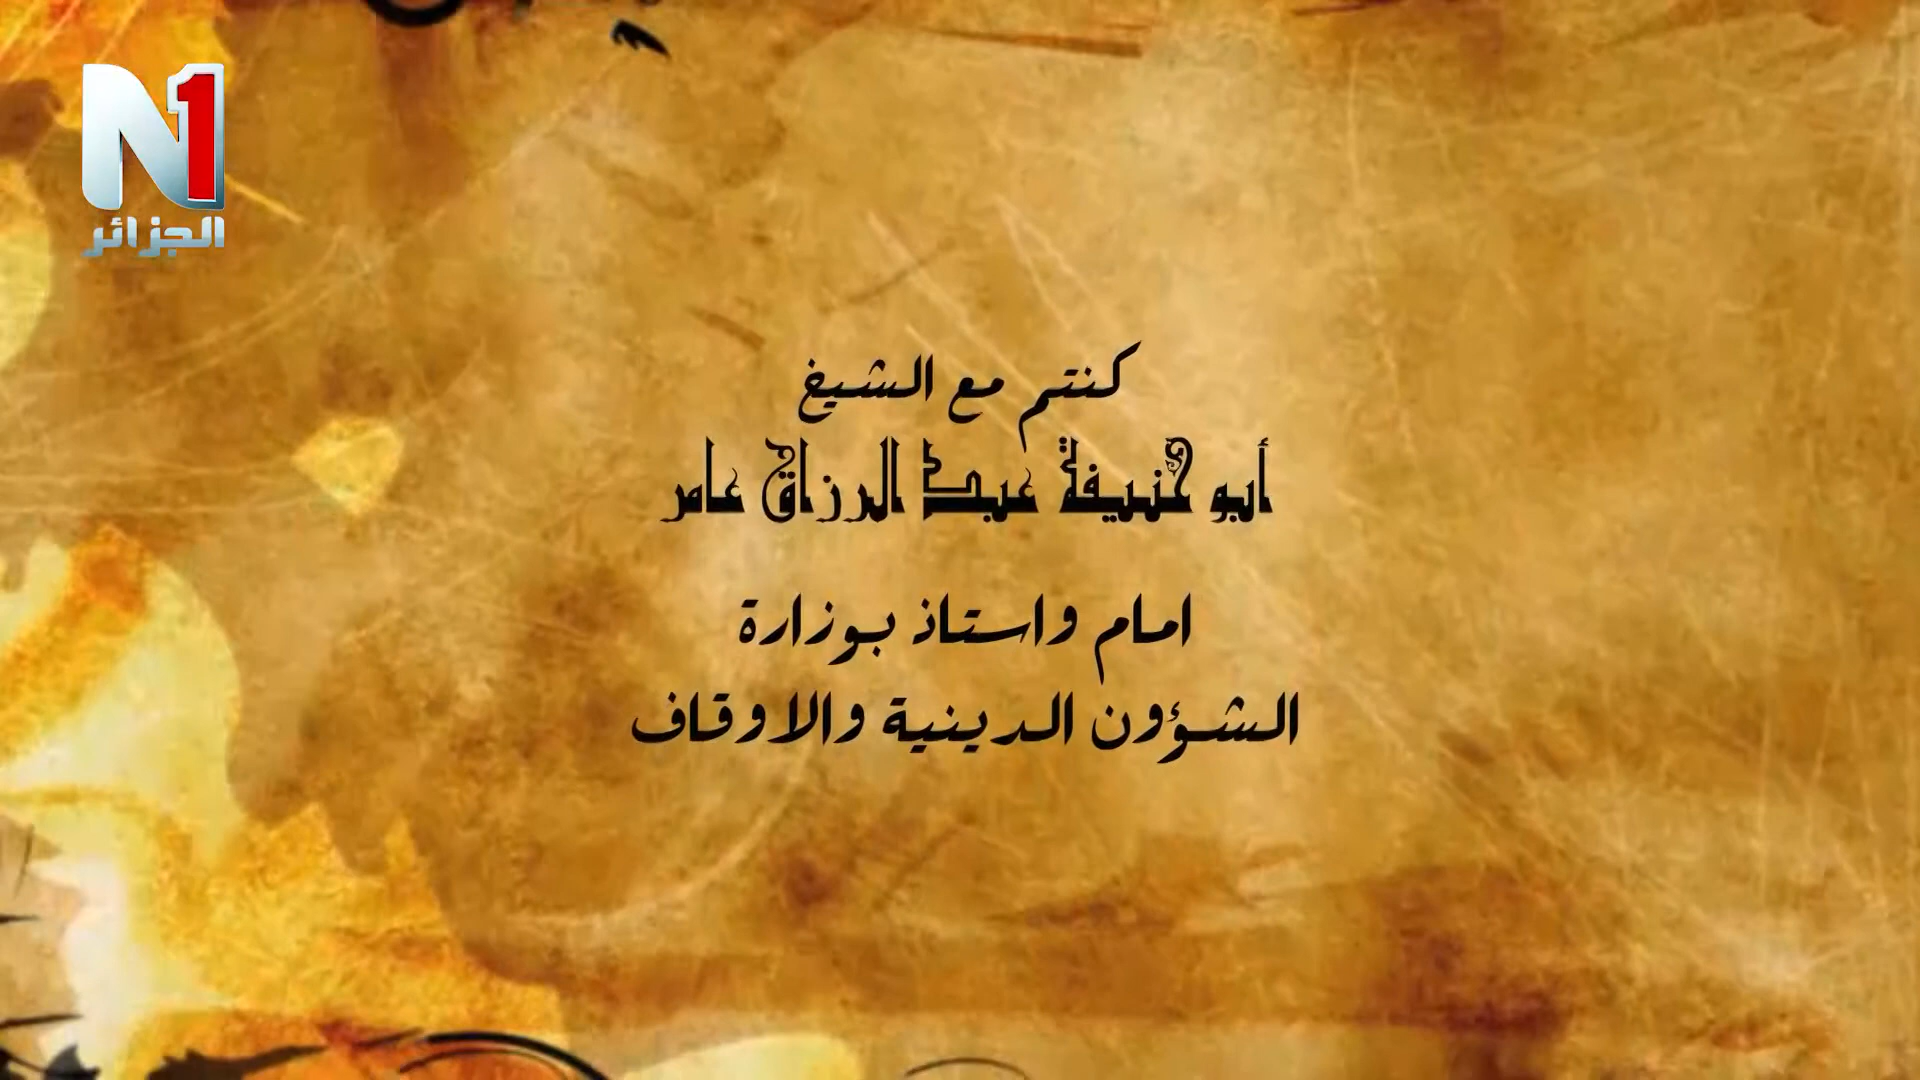 N1
الجزائر
كنتم مع الشيخ
أبو حنيفة عبد الرزاق عامر
امام واستاذ بوزارة
الشؤون الدينية والاوقاف